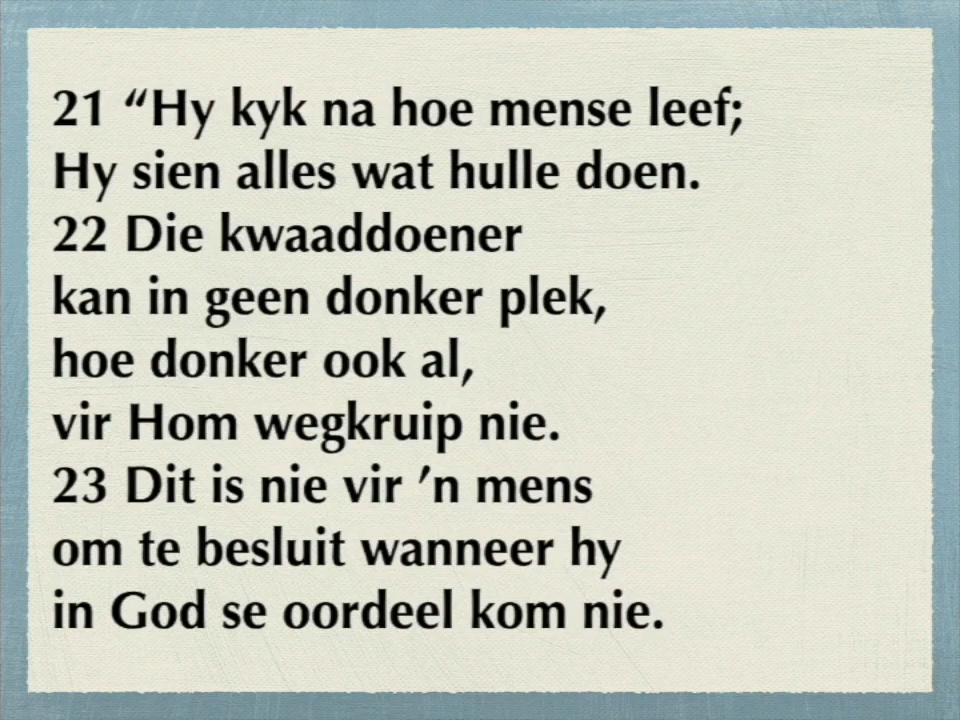 21 “Hy kyk na hoe mense leef;
Hy sien alles wat hulle doen.
22 Die kwaaddoener
kan in geen donker plek,
hoe donker ook al,
vir Hom wegkruip nie.
23 Dit is nie vir ’n mens
om te besluit wanneer hy
in God se oordeel kom nie.